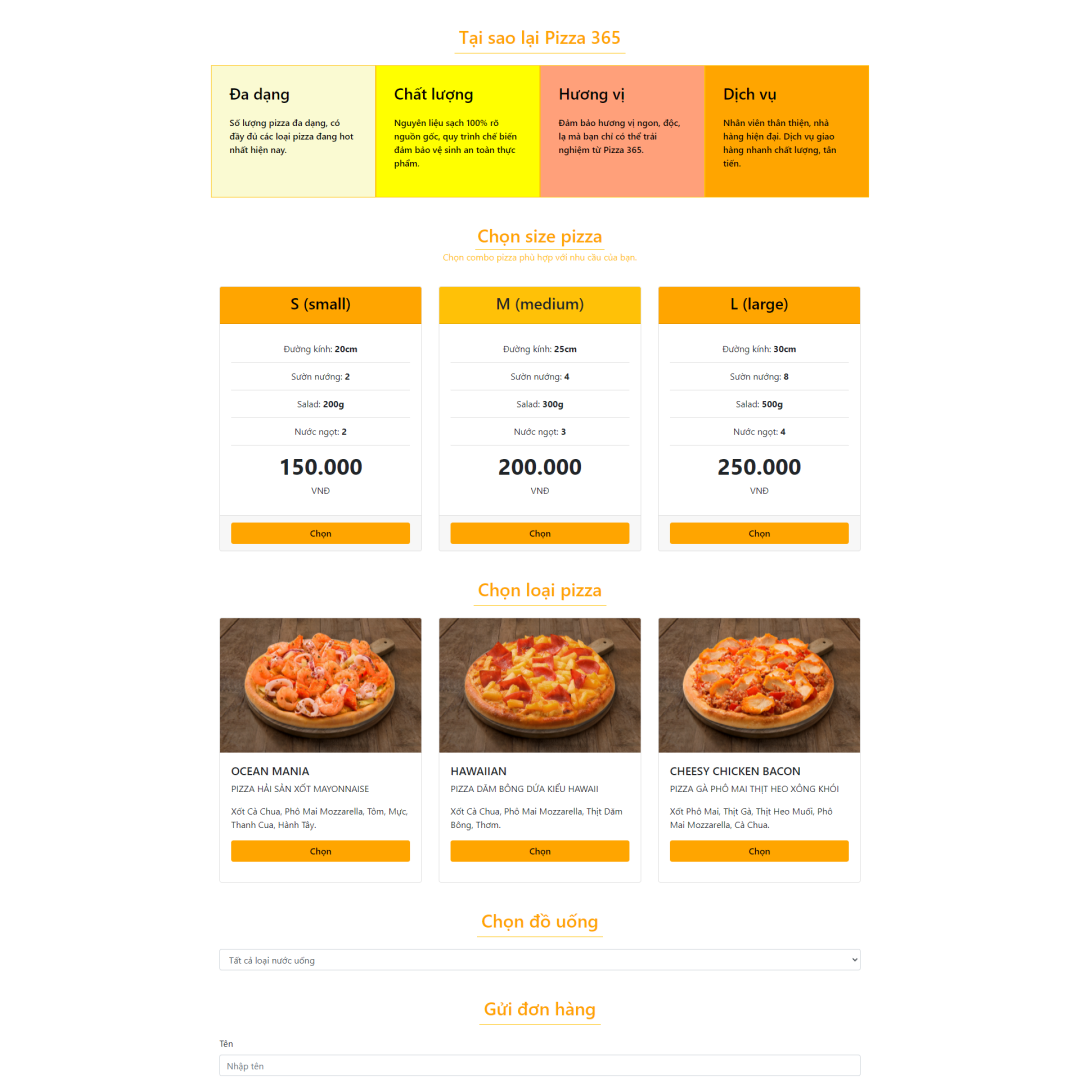 Tại sao lại Pizza 365
Đa dạng
Số lượng pizza đa dạng, có
đầy đủ các loại pizza đang hot
nhất hiện nay.
Chất lượng
Nguyên liệu sạch 100% rõ
nguồn gốc, quy trình chế biến
đảm bảo vệ sinh an toàn thực
phẩm.
Hương vị
Đảm bảo hương vị ngon, độc,
lạ mà bạn chỉ có thể trải
nghiệm từ Pizza 365.
Dịch vụ
Nhân viên thân thiện, nhà
hàng hiện đại. Dịch vụ giao
hàng nhanh chất lượng, tân
tiến.
Chọn size pizza
Chọn combo pizza phù hợp với nhu cầu của bạn.
S (small)
Đường kính: 20cm
Sườn nướng: 2
Salad: 200g
Nước ngọt: 2
150.000
VNĐ
Chọn
M (medium)
Đường kính: 25cm
Sườn nướng: 4
Salad: 300g
Nước ngọt: 3
200.000
VNĐ
Chọn
L (large)
Đường kính: 30cm
Sườn nướng: 8
Salad: 500g
Nước ngọt: 4
250.000
VNĐ
Chọn
Chọn loại pizza
OCEAN MANIA
PIZZA HẢI SẢN XỐT MAYONNAISE
Xốt Cà Chua, Phô Mai Mozzarella, Tôm, Mực,
Thanh Cua, Hành Tây.
Chọn
HAWAIIAN
PIZZA DĂM BÔNG DỨA KIỂU HAWAII
Xốt Cà Chua, Phô Mai Mozzarella, Thịt Dăm
Bông, Thơm.
Chọn
CHEESY CHICKEN BACON
PIZZA GÀ PHÔ MAI THỊT HEO XÔNG KHÓI
Xốt Phô Mai, Thịt Gà, Thịt Heo Muối, Phô
Mai Mozzarella, Cà Chua.
Chọn
Chọn đồ uống
Tất cả loại nước uống
Gửi đơn hàng
Tên
Nhập tên